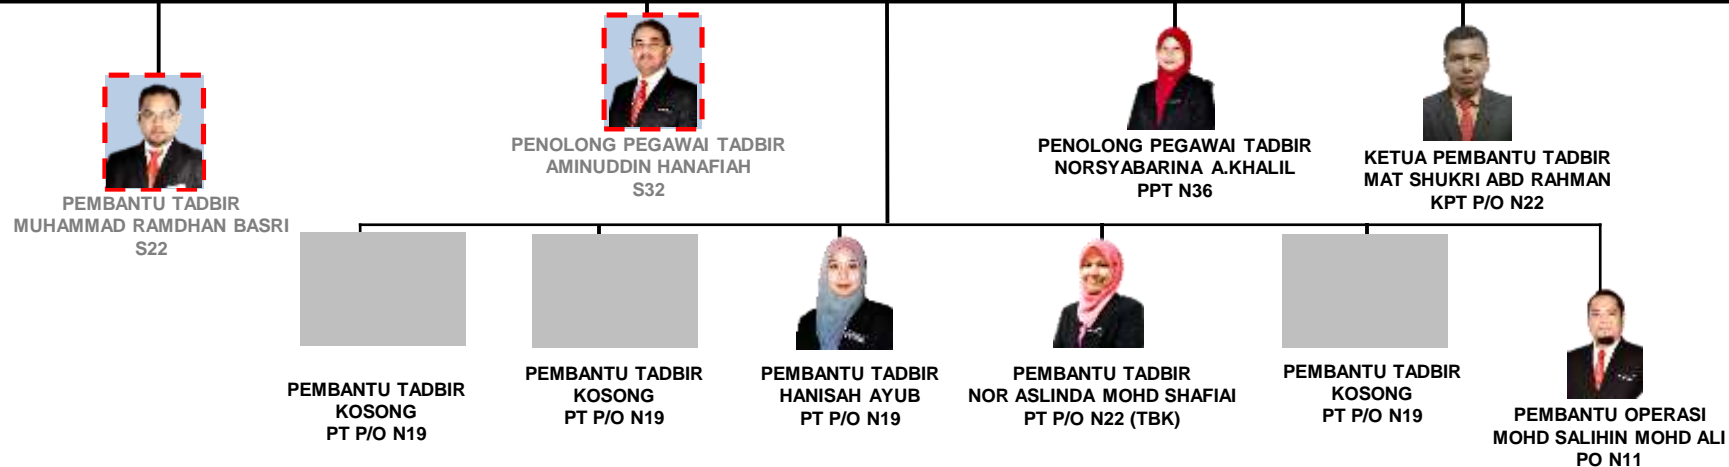 PEMBANTU TADBIR
MUHAMMAD RAMDHAN BASRI
S22
PENOLONG PEGAWAI TADBIR
AMINUDDIN HANAFIAH
S32
PENOLONG PEGAWAI TADBIR
NORSYABARINA A.KHALIL
PPT N36
KETUA PEMBANTU TADBIR
MAT SHUKRI ABD RAHMAN
KPT P/O N22
PEMBANTU TADBIR
KOSONG
PT P/O N19
PEMBANTU TADBIR
KOSONG
PT P/O N19
PEMBANTU TADBIR
HANISAH AYUB
PT P/O N19
PEMBANTU TADBIR
NOR ASLINDA MOHD SHAFIAI
PT P/O N22 (TBK)
PEMBANTU TADBIR
KOSONG
PT P/O N19
PEMBANTU OPERASI
MOHD SALIHIN MOHD ALI
PO N11